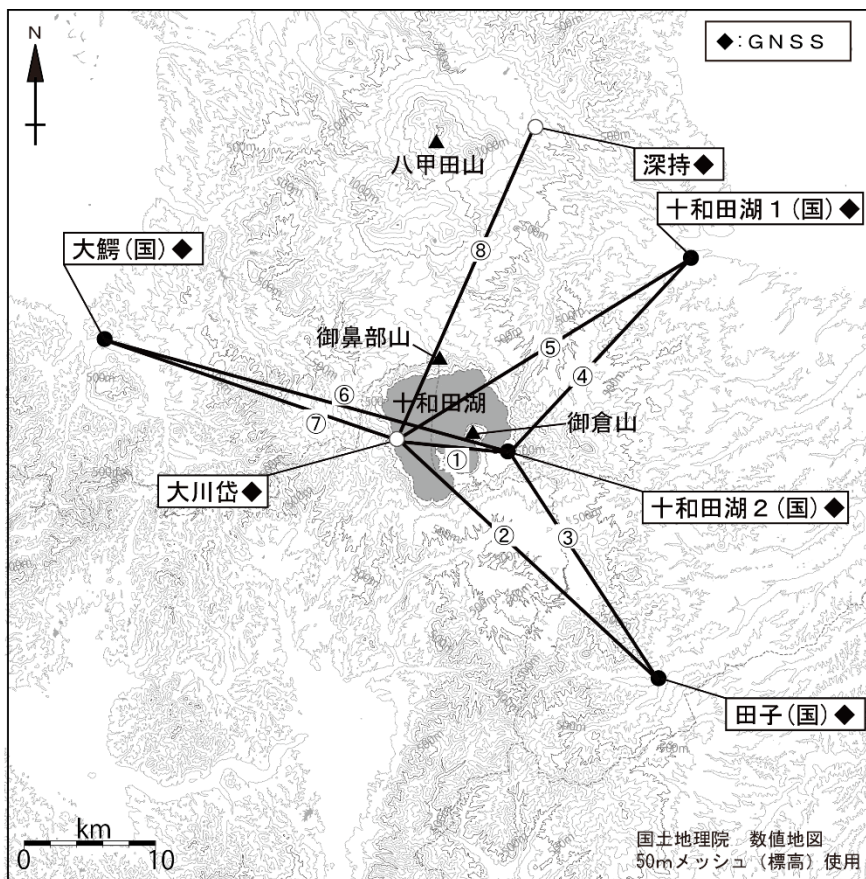 N
◆:GNSS
八甲田山
深持◆
十和田湖1(国)◆
大鰐(国)◆
⑧
御鼻部山
⑤
④
⑥
十和田湖
⑦
御倉山
①
大川岱◆
十和田湖2(国)◆
②
③
田子(国)◆
km
0 10
国土地理院 数値地図
50mメッシュ(標高)使用
500m
1000m